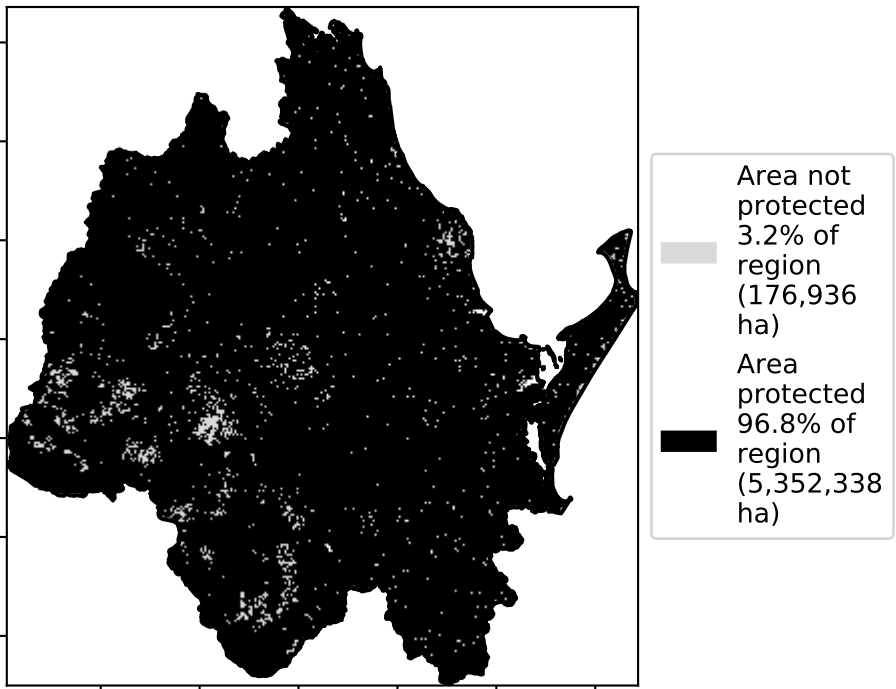 Area not
protected
3.2% of
region
(176,936
ha)
Area
protected
96.8% of
region
(5,352,338
ha)